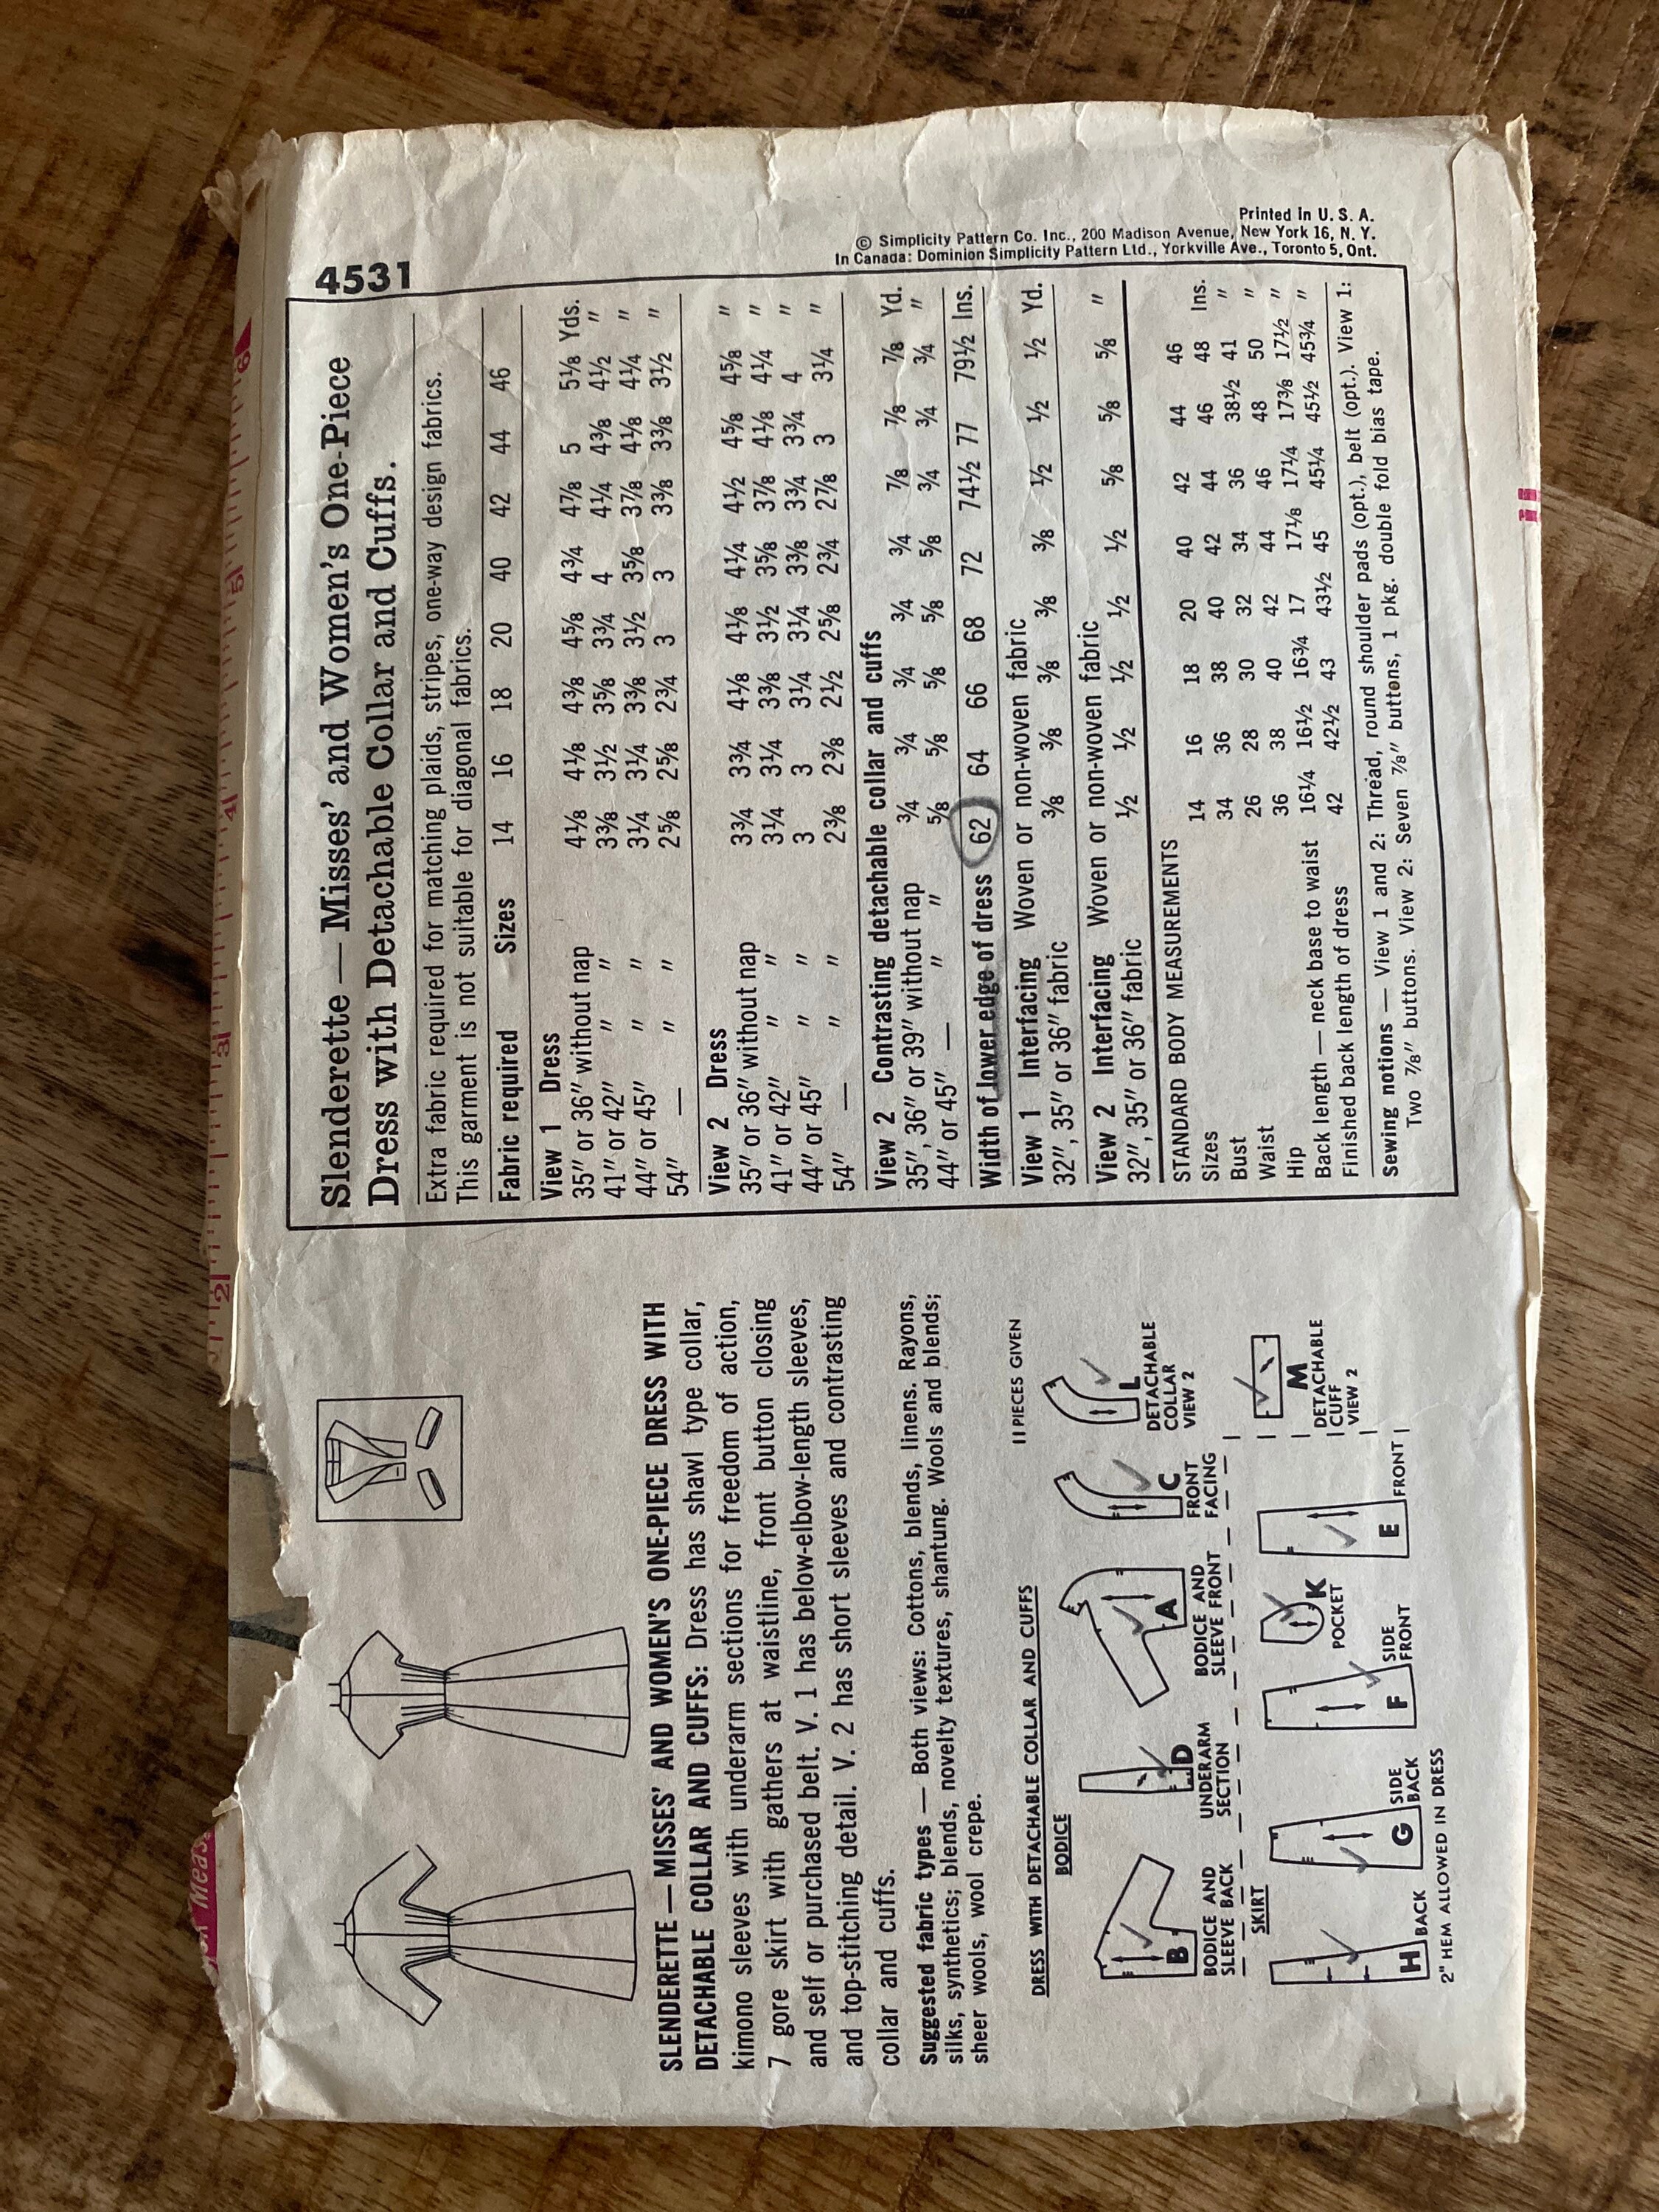 4531
Slenderette — Misses' and Women's One-Piece
Dress with Detachable Collar and Cuffs.
Extra fabric required for matching plaids, stripes, one-way design fabrics.
This garment is not suitable for diagonal fabrics.
Fabric required Sizes 14 16 18 20 40 42 44 46
View 1 Dress
35" or 36" without nap 4⅛ 4⅛ 4⅜ 4⅝ 4¾ 4⅞ 5 5⅛ Yds.
41" or 42" " " 3⅜ 3½ 3⅝ 3¾ 4 4¼ 4⅜ 4½ "
44" or 45" " " 3¼ 3¼ 3⅜ 3½ 3⅝ 3⅞ 4⅛ 4¼ "
54" — " " 2⅝ 2⅝ 2¾ 3 3 3⅜ 3⅜ 3½ "
View 2 Dress
35" or 36" without nap 3¾ 3¾ 4⅛ 4⅛ 4¼ 4½ 4⅝ 4⅝ "
41" or 42" " " 3¼ 3¼ 3⅜ 3½ 3⅝ 3⅞ 4⅛ 4¼ "
44" or 45" " " 3 3 3¼ 3¼ 3⅜ 3¾ 3¾ 4 "
54" — " " 2⅜ 2⅜ 2½ 2⅝ 2¾ 2⅞ 3 3¼ "
View 2 Contrasting detachable collar and cuffs
35", 36" or 39" without nap ¾ ¾ ¾ ¾ ¾ ⅞ ⅞ ⅞ Yd.
44" or 45" — " " ⅝ ⅝ ⅝ ⅝ ⅝ ¾ ¾ ¾ "
Width of lower edge of dress 62 64 66 68 72 74½ 77 79½ Ins.
View 1 Interfacing Woven or non-woven fabric
32", 35" or 36" fabric ⅜ ⅜ ⅜ ⅜ ⅜ ½ ½ ½ Yd.
View 2 Interfacing Woven or non-woven fabric
32", 35" or 36" fabric ½ ½ ½ ½ ½ ⅝ ⅝ ⅝ "
STANDARD BODY MEASUREMENTS
Sizes 14 16 18 20 40 42 44 46
Bust 34 36 38 40 42 44 46 48 Ins.
Waist 26 28 30 32 34 36 38½ 41 "
Hip 36 38 40 42 44 46 48 50 "
Back length — neck base to waist 16¼ 16½ 16¾ 17 17⅛ 17¼ 17⅜ 17½ "
Finished back length of dress 42 42½ 43 43½ 45 45¼ 45½ 45¾ "
Sewing notions — View 1 and 2: Thread, round shoulder pads (opt.), belt (opt.). View 1:
Two ⅞" buttons. View 2: Seven ⅞" buttons, 1 pkg. double fold bias tape.
Printed in U. S. A.
© Simplicity Pattern Co. Inc., 200 Madison Avenue, New York 16, N. Y.
In Canada: Dominion Simplicity Pattern Ltd., Yorkville Ave., Toronto 5, Ont.
SLENDERETTE — MISSES' AND WOMEN'S ONE-PIECE DRESS WITH
DETACHABLE COLLAR AND CUFFS: Dress has shawl type collar,
kimono sleeves with underarm sections for freedom of action,
7 gore skirt with gathers at waistline, front button closing
and self or purchased belt. V. 1 has below-elbow-length sleeves,
and top-stitching detail. V. 2 has short sleeves and contrasting
collar and cuffs.
Suggested fabric types — Both views: Cottons, blends, linens. Rayons,
silks, synthetics; blends, novelty textures, shantung. Wools and blends;
sheer wools, wool crepe.
11 PIECES GIVEN
DRESS WITH DETACHABLE COLLAR AND CUFFS
BODICE
B
BODICE AND
SLEEVE BACK
D
UNDERARM
SECTION
A
BODICE AND
SLEEVE FRONT
C
FRONT
FACING
L
DETACHABLE
COLLAR
VIEW 2
SKIRT
H
BACK
G
SIDE
BACK
F
SIDE
FRONT
K
POCKET
E
FRONT
M
DETACHABLE
CUFF
VIEW 2
2" HEM ALLOWED IN DRESS
2
3
4
5
6